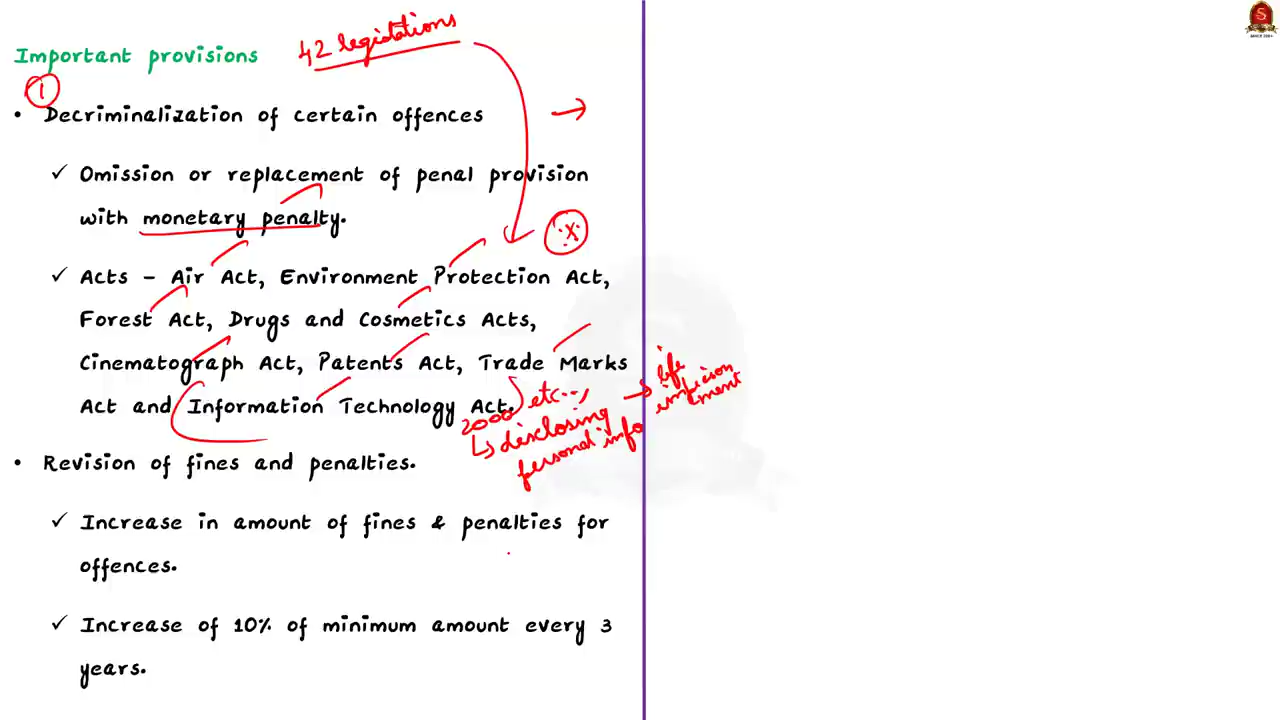 Important provisions
42 legislations
1
• Decriminalization of certain offences →
✓ Omission or replacement of penal provision
with monetary penalty.
✓ Acts - Air Act, Environment Protection Act,
Forest Act, Drugs and Cosmetics Acts,
Cinematograph Act, Patents Act, Trade Marks
Act and Information Technology Act.
2000 etc..,
↳ disclosing → life
personal info imprison
ment
• Revision of fines and penalties.
✓ Increase in amount of fines & penalties for
offences.
✓ Increase of 10% of minimum amount every 3
years.